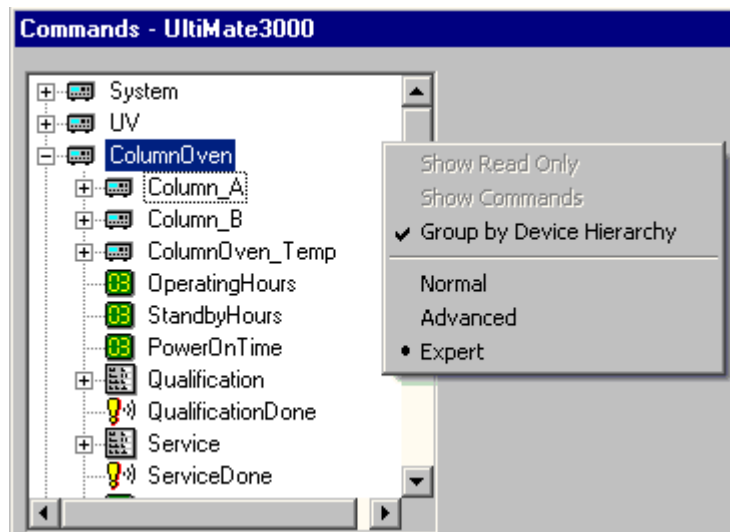 Commands - UltiMate3000
System
UV
ColumnOven
Column_A
Column_B
ColumnOven_Temp
OperatingHours
StandbyHours
PowerOnTime
Qualification
QualificationDone
Service
ServiceDone
Show Read Only
Show Commands
Group by Device Hierarchy
Normal
Advanced
Expert